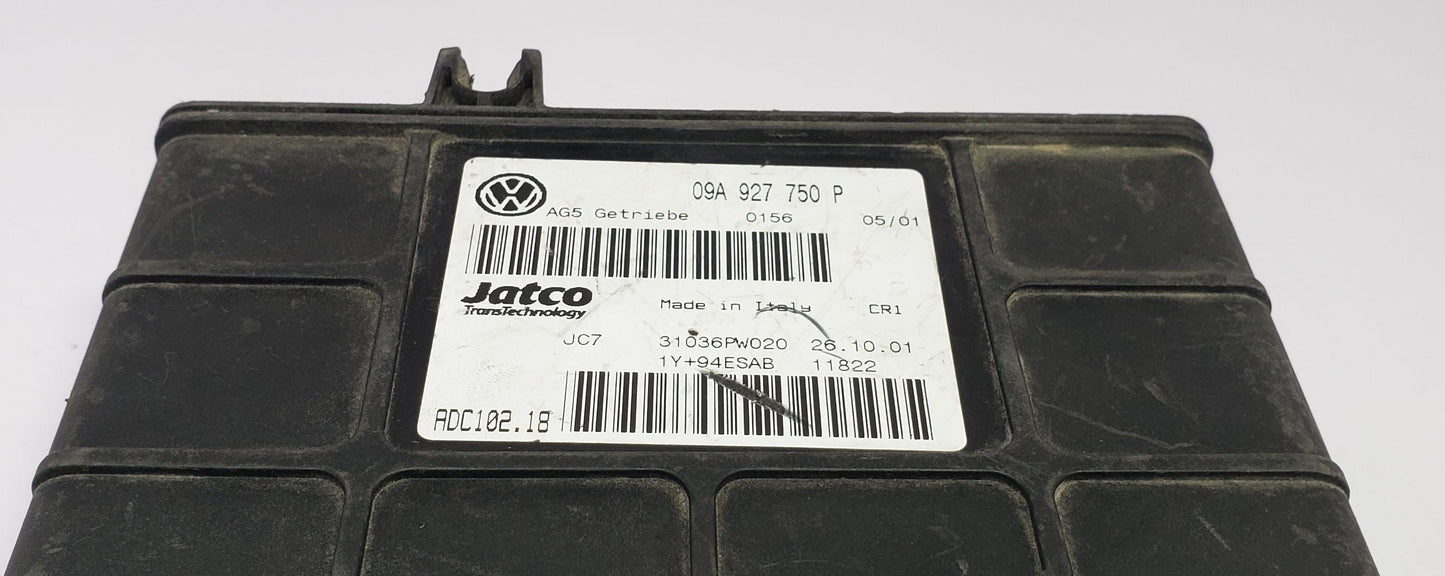 09A 927 750 P
AG5 Getriebe 0156 05/01
Jatco Made in Italy CR1
TransTechnology
JC7 31036PW020 26.10.01
1Y+94ESAB 11822
ADC102.18